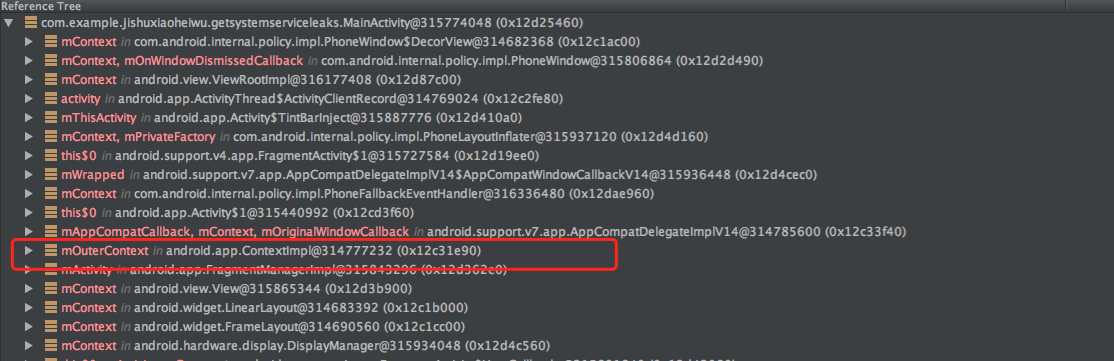 Reference Tree
com.example.jishuxiaoheiwu.getsystemserviceleaks.MainActivity@315774048 (0x12d25460)
mContext in com.android.internal.policy.impl.PhoneWindow$DecorView@314682368 (0x12c1ac00)
mContext, mOnWindowDismissedCallback in com.android.internal.policy.impl.PhoneWindow@315806864 (0x12d2d490)
mContext in android.view.ViewRootImpl@316177408 (0x12d87c00)
activity in android.app.ActivityThread$ActivityClientRecord@314769024 (0x12c2fe80)
mThisActivity in android.app.Activity$TintBarInject@315887776 (0x12d410a0)
mContext, mPrivateFactory in com.android.internal.policy.impl.PhoneLayoutInflater@315937120 (0x12d4d160)
this$0 in android.support.v4.app.FragmentActivity$1@315727584 (0x12d19ee0)
mWrapped in android.support.v7.app.AppCompatDelegateImplV14$AppCompatWindowCallbackV14@315936448 (0x12d4cec0)
mContext in com.android.internal.policy.impl.PhoneFallbackEventHandler@316336480 (0x12dae960)
this$0 in android.app.Activity$1@315440992 (0x12cd3f60)
mAppCompatCallback, mContext, mOriginalWindowCallback in android.support.v7.app.AppCompatDelegateImplV14@314785600 (0x12c33f40)
mOuterContext in android.app.ContextImpl@314777232 (0x12c31e90)
mActivity in android.app.FragmentManagerImpl@315843296 (0x12d362e0)
mContext in android.view.View@315865344 (0x12d3b900)
mContext in android.widget.LinearLayout@314683392 (0x12c1b000)
mContext in android.widget.FrameLayout@314690560 (0x12c1cc00)
mContext in android.hardware.display.DisplayManager@315934048 (0x12d4c560)